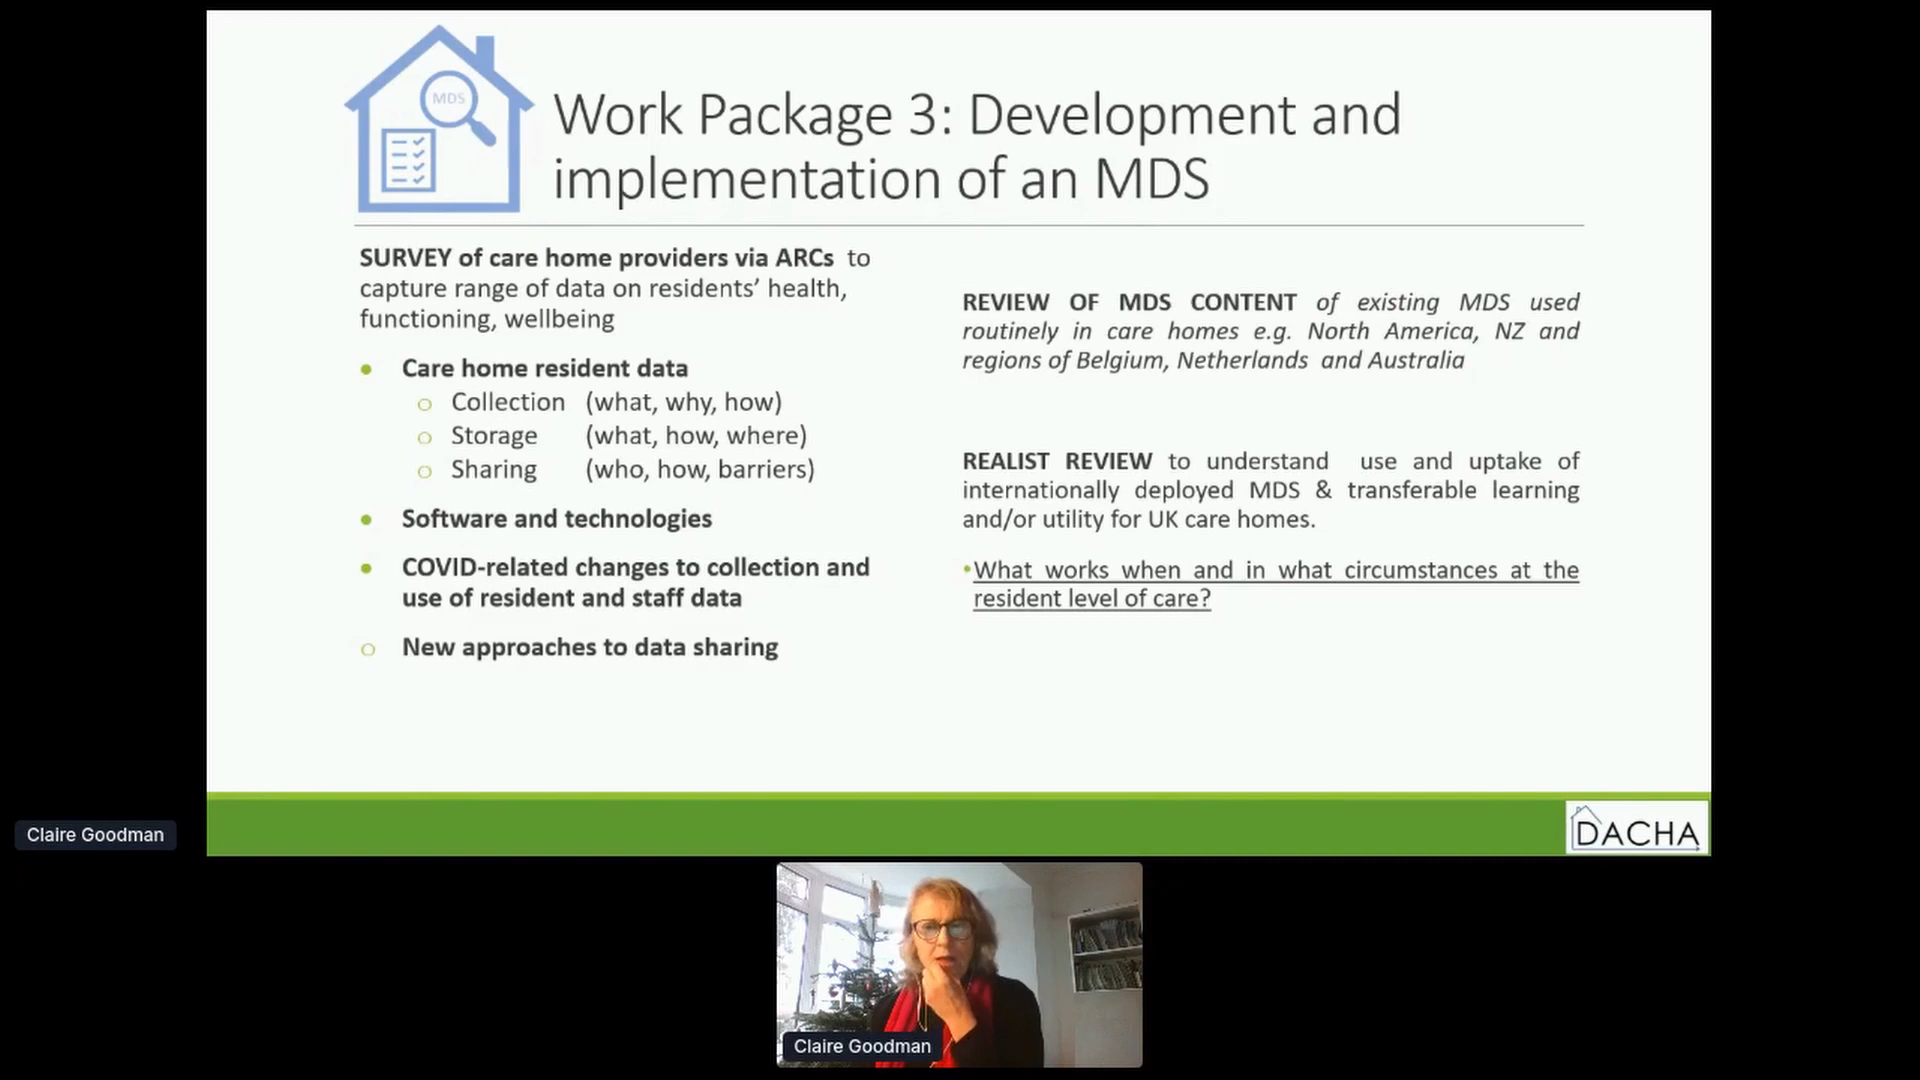 MDS
Work Package 3: Development and
implementation of an MDS
SURVEY of care home providers via ARCs to
capture range of data on residents’ health,
functioning, wellbeing
• Care home resident data
o Collection (what, why, how)
o Storage (what, how, where)
o Sharing (who, how, barriers)
• Software and technologies
• COVID-related changes to collection and
use of resident and staff data
o New approaches to data sharing
REVIEW OF MDS CONTENT of existing MDS used
routinely in care homes e.g. North America, NZ and
regions of Belgium, Netherlands and Australia
REALIST REVIEW to understand use and uptake of
internationally deployed MDS & transferable learning
and/or utility for UK care homes.
• What works when and in what circumstances at the
resident level of care?
DACHA
Claire Goodman
Claire Goodman